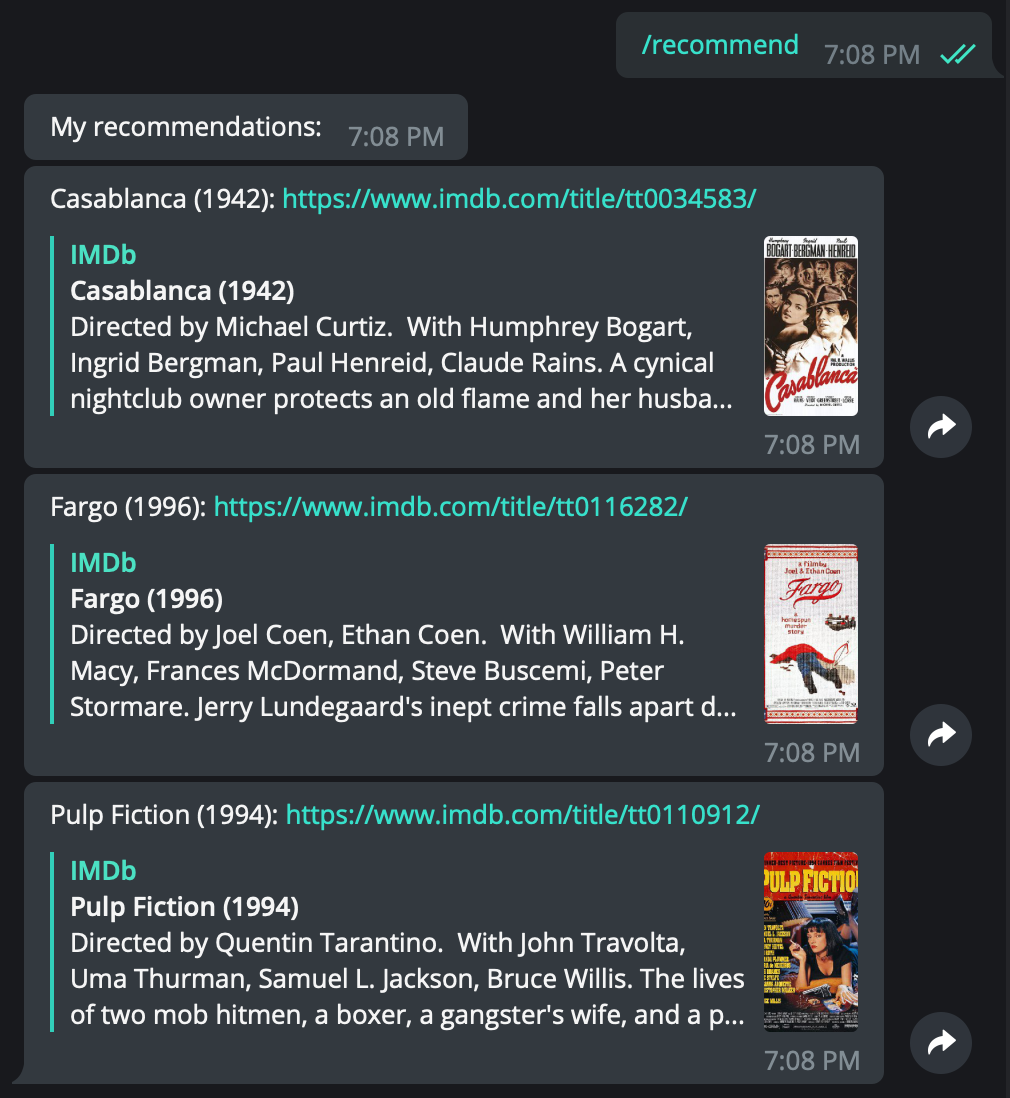 /recommend 7:08 PM
My recommendations: 7:08 PM
Casablanca (1942): https://www.imdb.com/title/tt0034583/
IMDb
Casablanca (1942)
Directed by Michael Curtiz.  With Humphrey Bogart,
Ingrid Bergman, Paul Henreid, Claude Rains. A cynical
nightclub owner protects an old flame and her husba...
BOGART BERGMAN HENREID
Casablanca
7:08 PM
Fargo (1996): https://www.imdb.com/title/tt0116282/
IMDb
Fargo (1996)
Directed by Joel Coen, Ethan Coen.  With William H.
Macy, Frances McDormand, Steve Buscemi, Peter
Stormare. Jerry Lundegaard's inept crime falls apart d...
a film by
Joel & Ethan Coen
Fargo
a
homespun
murder
story
7:08 PM
Pulp Fiction (1994): https://www.imdb.com/title/tt0110912/
IMDb
Pulp Fiction (1994)
Directed by Quentin Tarantino.  With John Travolta,
Uma Thurman, Samuel L. Jackson, Bruce Willis. The lives
of two mob hitmen, a boxer, a gangster's wife, and a p...
PULP FICTIO
7:08 PM